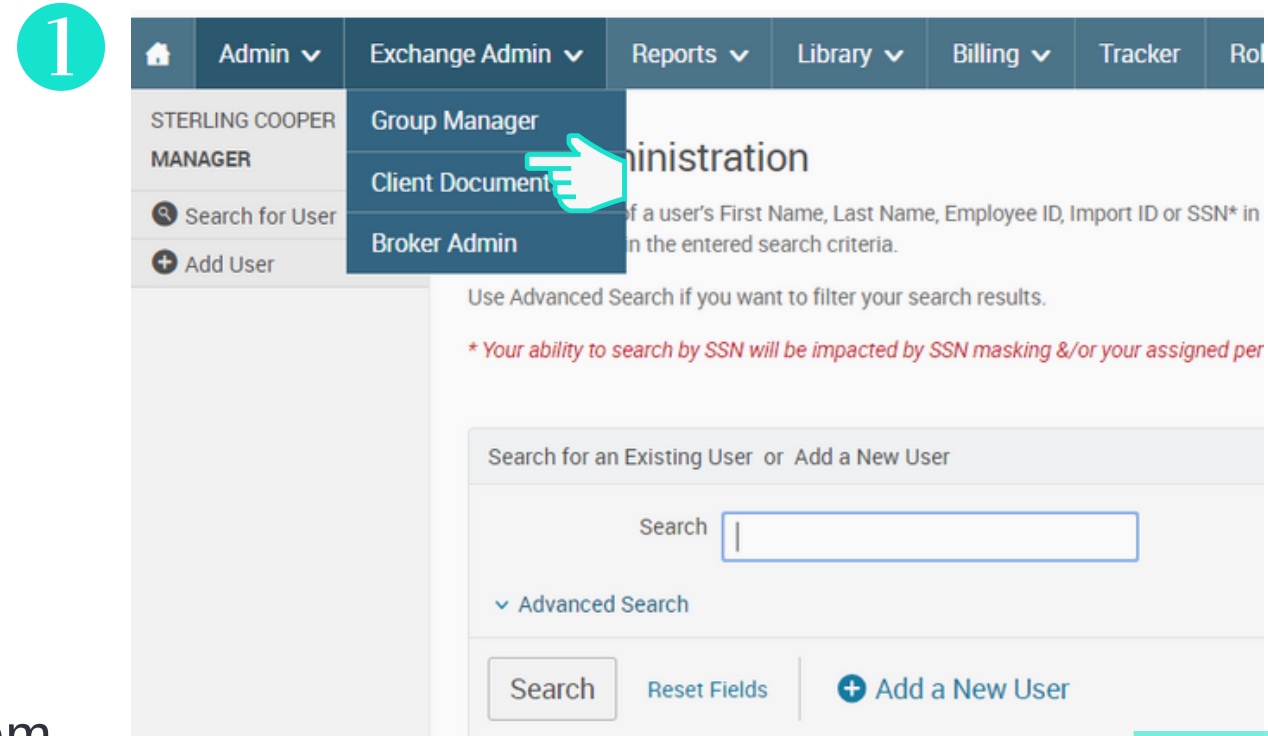 1
Admin Exchange Admin Reports Library Billing Tracker
STERLING COOPER
MANAGER
Search for User
Add User
Group Manager
Client Document
Broker Admin
ministration
of a user's First Name, Last Name, Employee ID, Import ID or SSN* in
in the entered search criteria.
Use Advanced Search if you want to filter your search results.
* Your ability to search by SSN will be impacted by SSN masking &/or your assigned per
Search for an Existing User or Add a New User
Search
Advanced Search
Search Reset Fields Add a New User